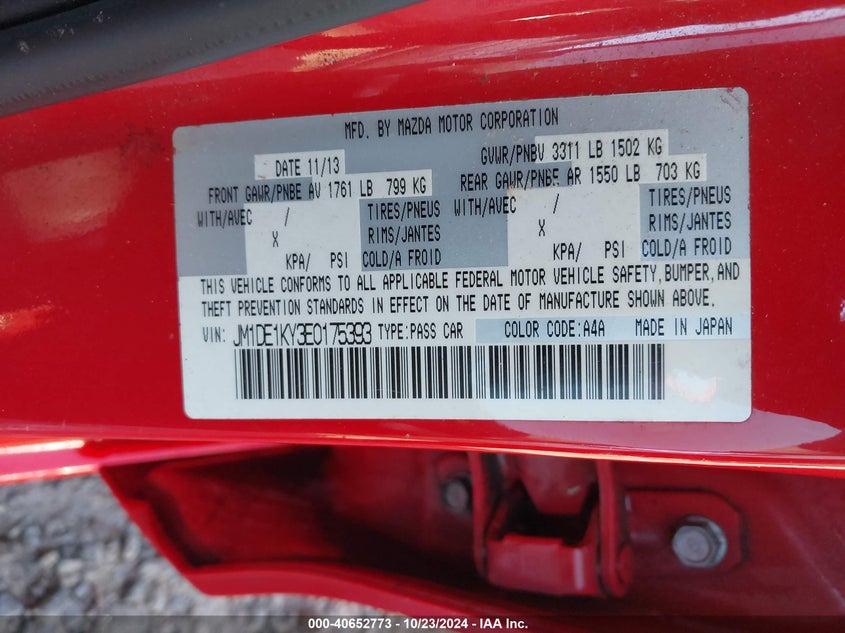 MFD. BY MAZDA MOTOR CORPORATION
DATE 11/13 GVWR/PNBV 3311 LB 1502 KG
FRONT GAWR/PNBE AV 1761 LB 799 KG REAR GAWR/PNBE AR 1550 LB 703 KG
WITH/AVEC / TIRES/PNEUS WITH/AVEC / TIRES/PNEUS
X RIMS/JANTES X RIMS/JANTES
KPA/ PSI COLD/A FROID KPA/ PSI COLD/A FROID
THIS VEHICLE CONFORMS TO ALL APPLICABLE FEDERAL MOTOR VEHICLE SAFETY, BUMPER, AND
THEFT PREVENTION STANDARDS IN EFFECT ON THE DATE OF MANUFACTURE SHOWN ABOVE.
VIN: JM1DE1KY3E0175393 TYPE:PASS CAR COLOR CODE:A4A MADE IN JAPAN
000-40652773 - 10/23/2024 - IAA Inc.